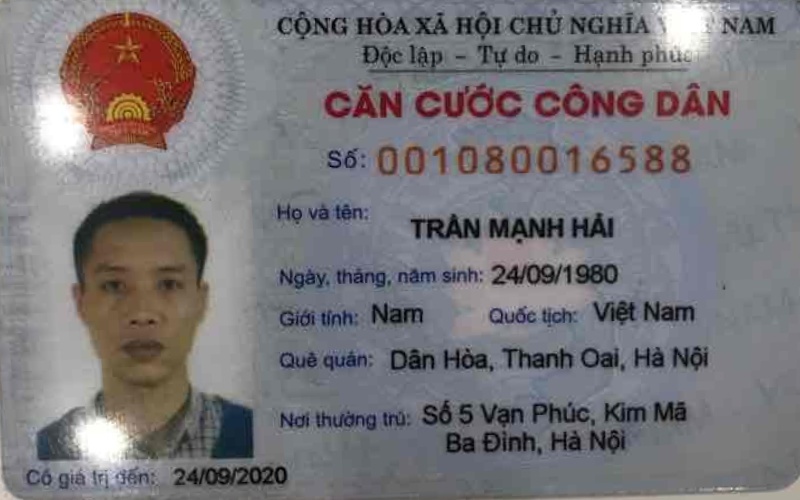 CỘNG HÒA XÃ HỘI CHỦ NGHĨA VIỆT NAM
Độc lập - Tự do - Hạnh phúc
CĂN CƯỚC CÔNG DÂN
Số: 001080016588
Họ và tên: TRẦN MẠNH HẢI
Ngày, tháng, năm sinh: 24/09/1980
Giới tính: Nam Quốc tịch: Việt Nam
Quê quán: Dân Hòa, Thanh Oai, Hà Nội
Nơi thường trú: Số 5 Vạn Phúc, Kim Mã
Ba Đình, Hà Nội
Có giá trị đến: 24/09/2020